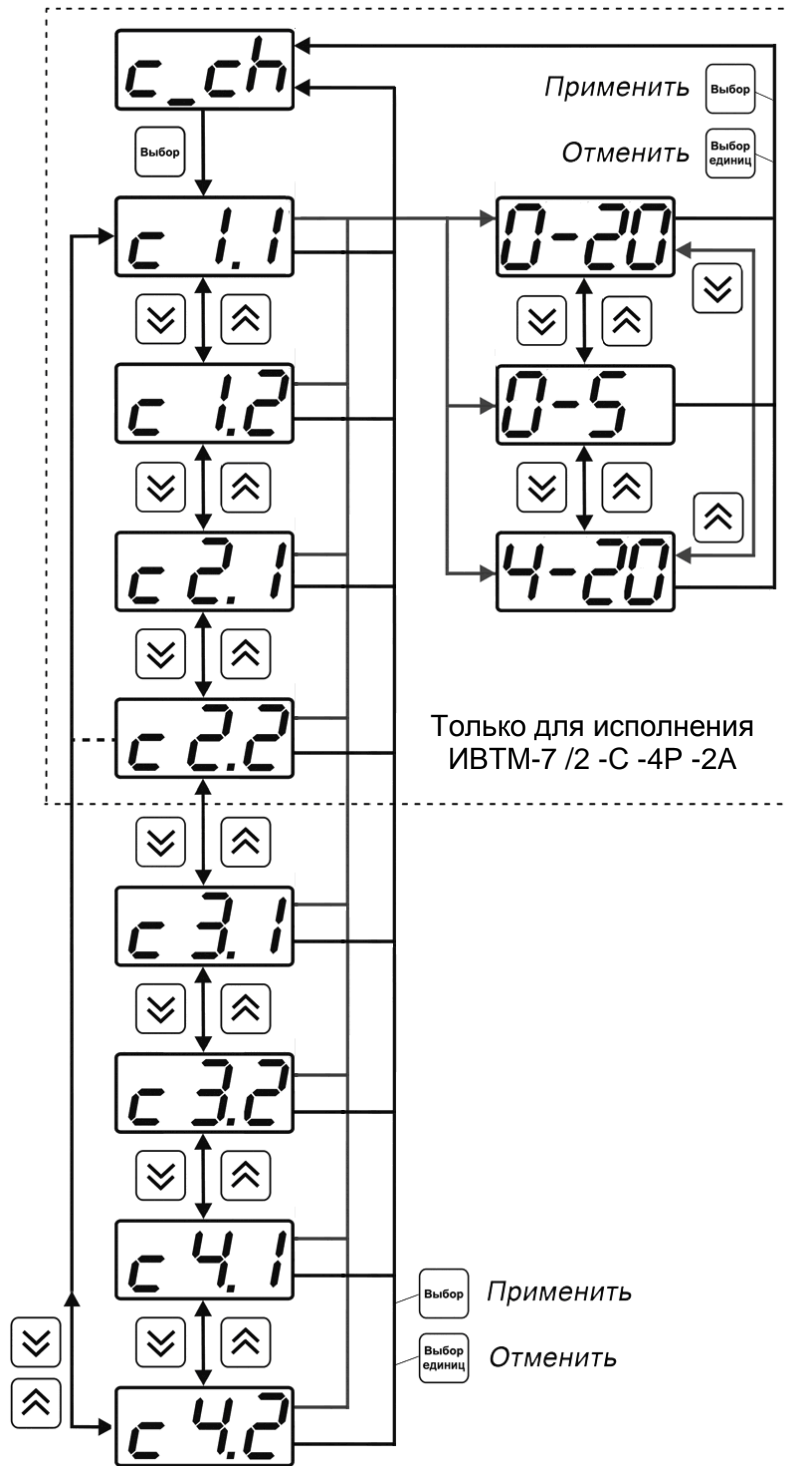 c_ch
Применить Выбор
Выбор
Отменить Выбор единиц
c 1.1
0-20
c 1.2
0-5
c 2.1
4-20
c 2.2
Только для исполнения
ИВТМ-7 /2 -С -4Р -2А
c 3.1
c 3.2
c 4.1
Выбор Применить
Выбор единиц Отменить
c 4.2